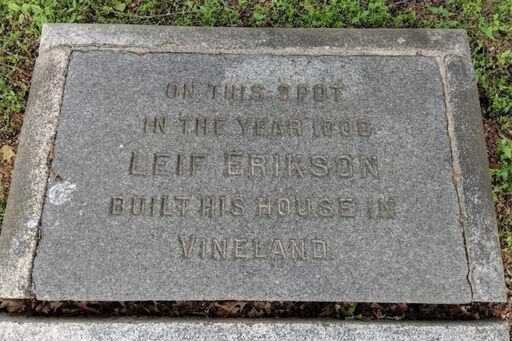 ON THIS SPOT
IN THE YEAR 1000
LEIF ERIKSON
BUILT HIS HOUSE IN
VINELAND.